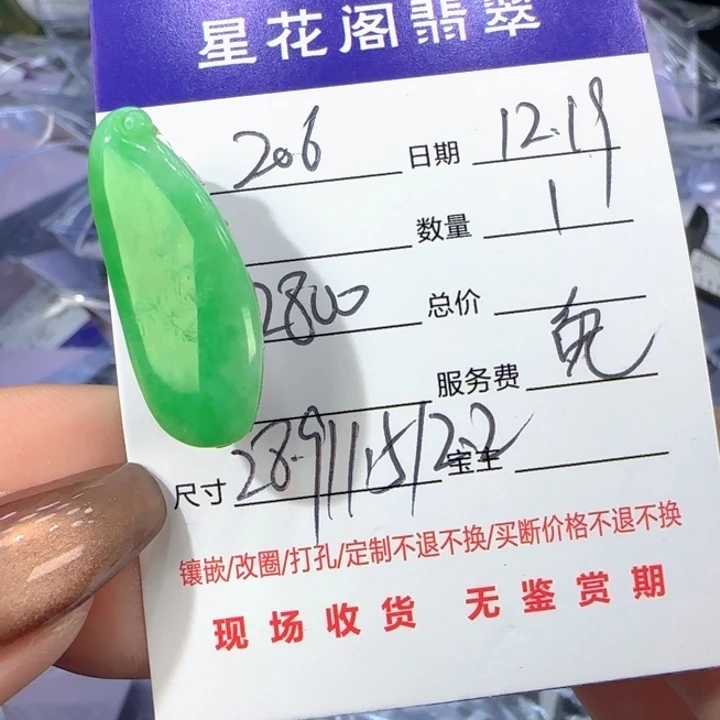 星花阁翡翠
206 日期 12.19
数量 1
2800 总价
服务费 免
尺寸 28.9/11.5/2.2 宝主
镶嵌/改圈/打孔/定制不退不换/买断价格不退不换
现场收货 无鉴赏期